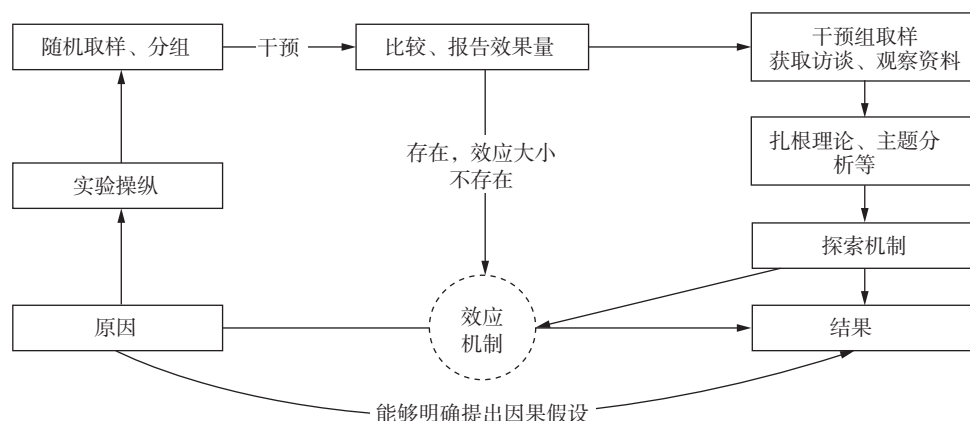 随机取样、分组
干预
比较、报告效果量
干预组取样
获取访谈、观察资料
存在，效应大小
不存在
扎根理论、主题分
析等
实验操纵
探索机制
原因
效应
机制
结果
能够明确提出因果假设